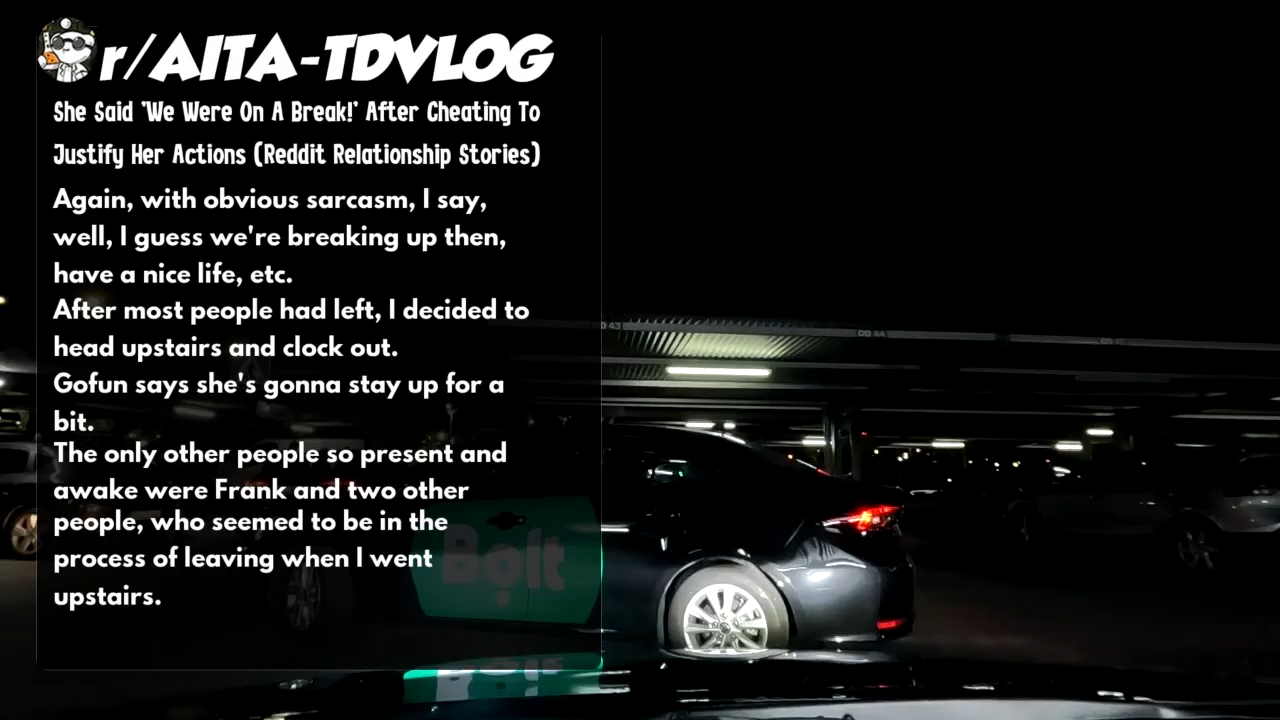 r/AITA-TDVLOG
She Said 'We Were On A Break!' After Cheating To
Justify Her Actions (Reddit Relationship Stories)
Again, with obvious sarcasm, I say,
well, I guess we're breaking up then,
have a nice life, etc.
After most people had left, I decided to
head upstairs and clock out.
Gofun says she's gonna stay up for a
bit.
The only other people so present and
awake were Frank and two other
people, who seemed to be in the
process of leaving when I went
upstairs.
DO 44
Bolt